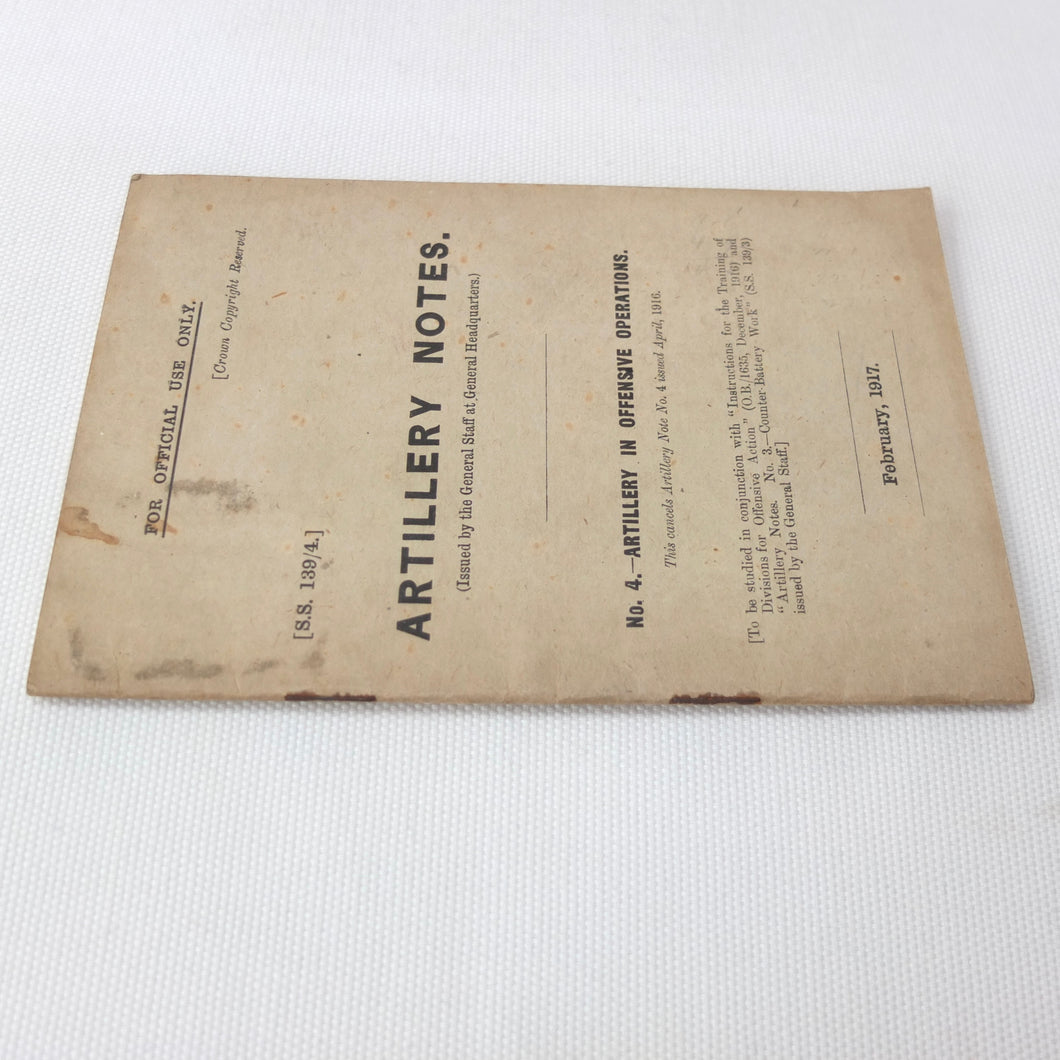 FOR OFFICIAL USE ONLY.
[Crown Copyright Reserved.
[S.S. 139/4.]
ARTILLERY NOTES.
(Issued by the General Staff at General Headquarters.)
No. 4.—ARTILLERY IN OFFENSIVE OPERATIONS.
This cancels Artillery Note No. 4 issued April, 1916.
[To be studied in conjunction with "Instructions for the Training of
Divisions for Offensive Action" (O.B./1635, December, 1916) and
"Artillery Notes. No. 3.—Counter-Battery Work" (S.S. 139/3)
issued by the General Staff.]
February, 1917.